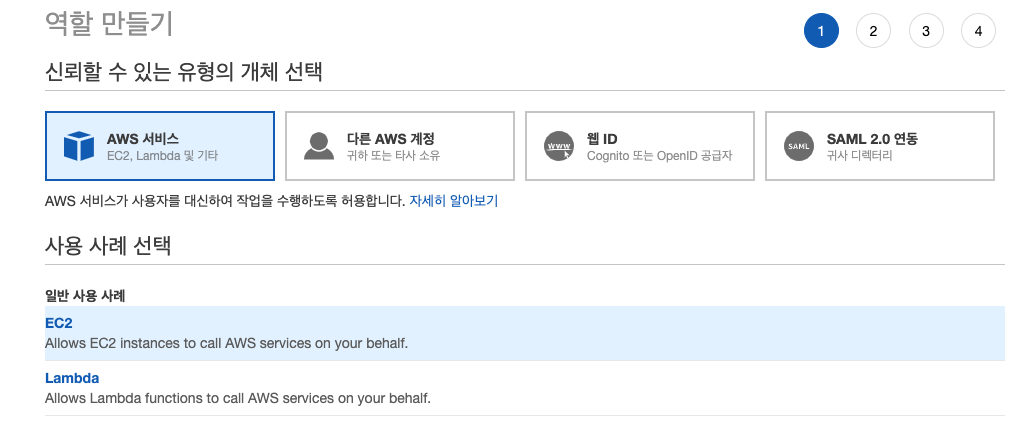 역할 만들기
1 2 3 4
신뢰할 수 있는 유형의 개체 선택
AWS 서비스
EC2, Lambda 및 기타
다른 AWS 계정
귀하 또는 타사 소유
www
웹 ID
Cognito 또는 OpenID 공급자
SAML
SAML 2.0 연동
귀사 디렉터리
AWS 서비스가 사용자를 대신하여 작업을 수행하도록 허용합니다. 자세히 알아보기
사용 사례 선택
일반 사용 사례
EC2
Allows EC2 instances to call AWS services on your behalf.
Lambda
Allows Lambda functions to call AWS services on your behalf.